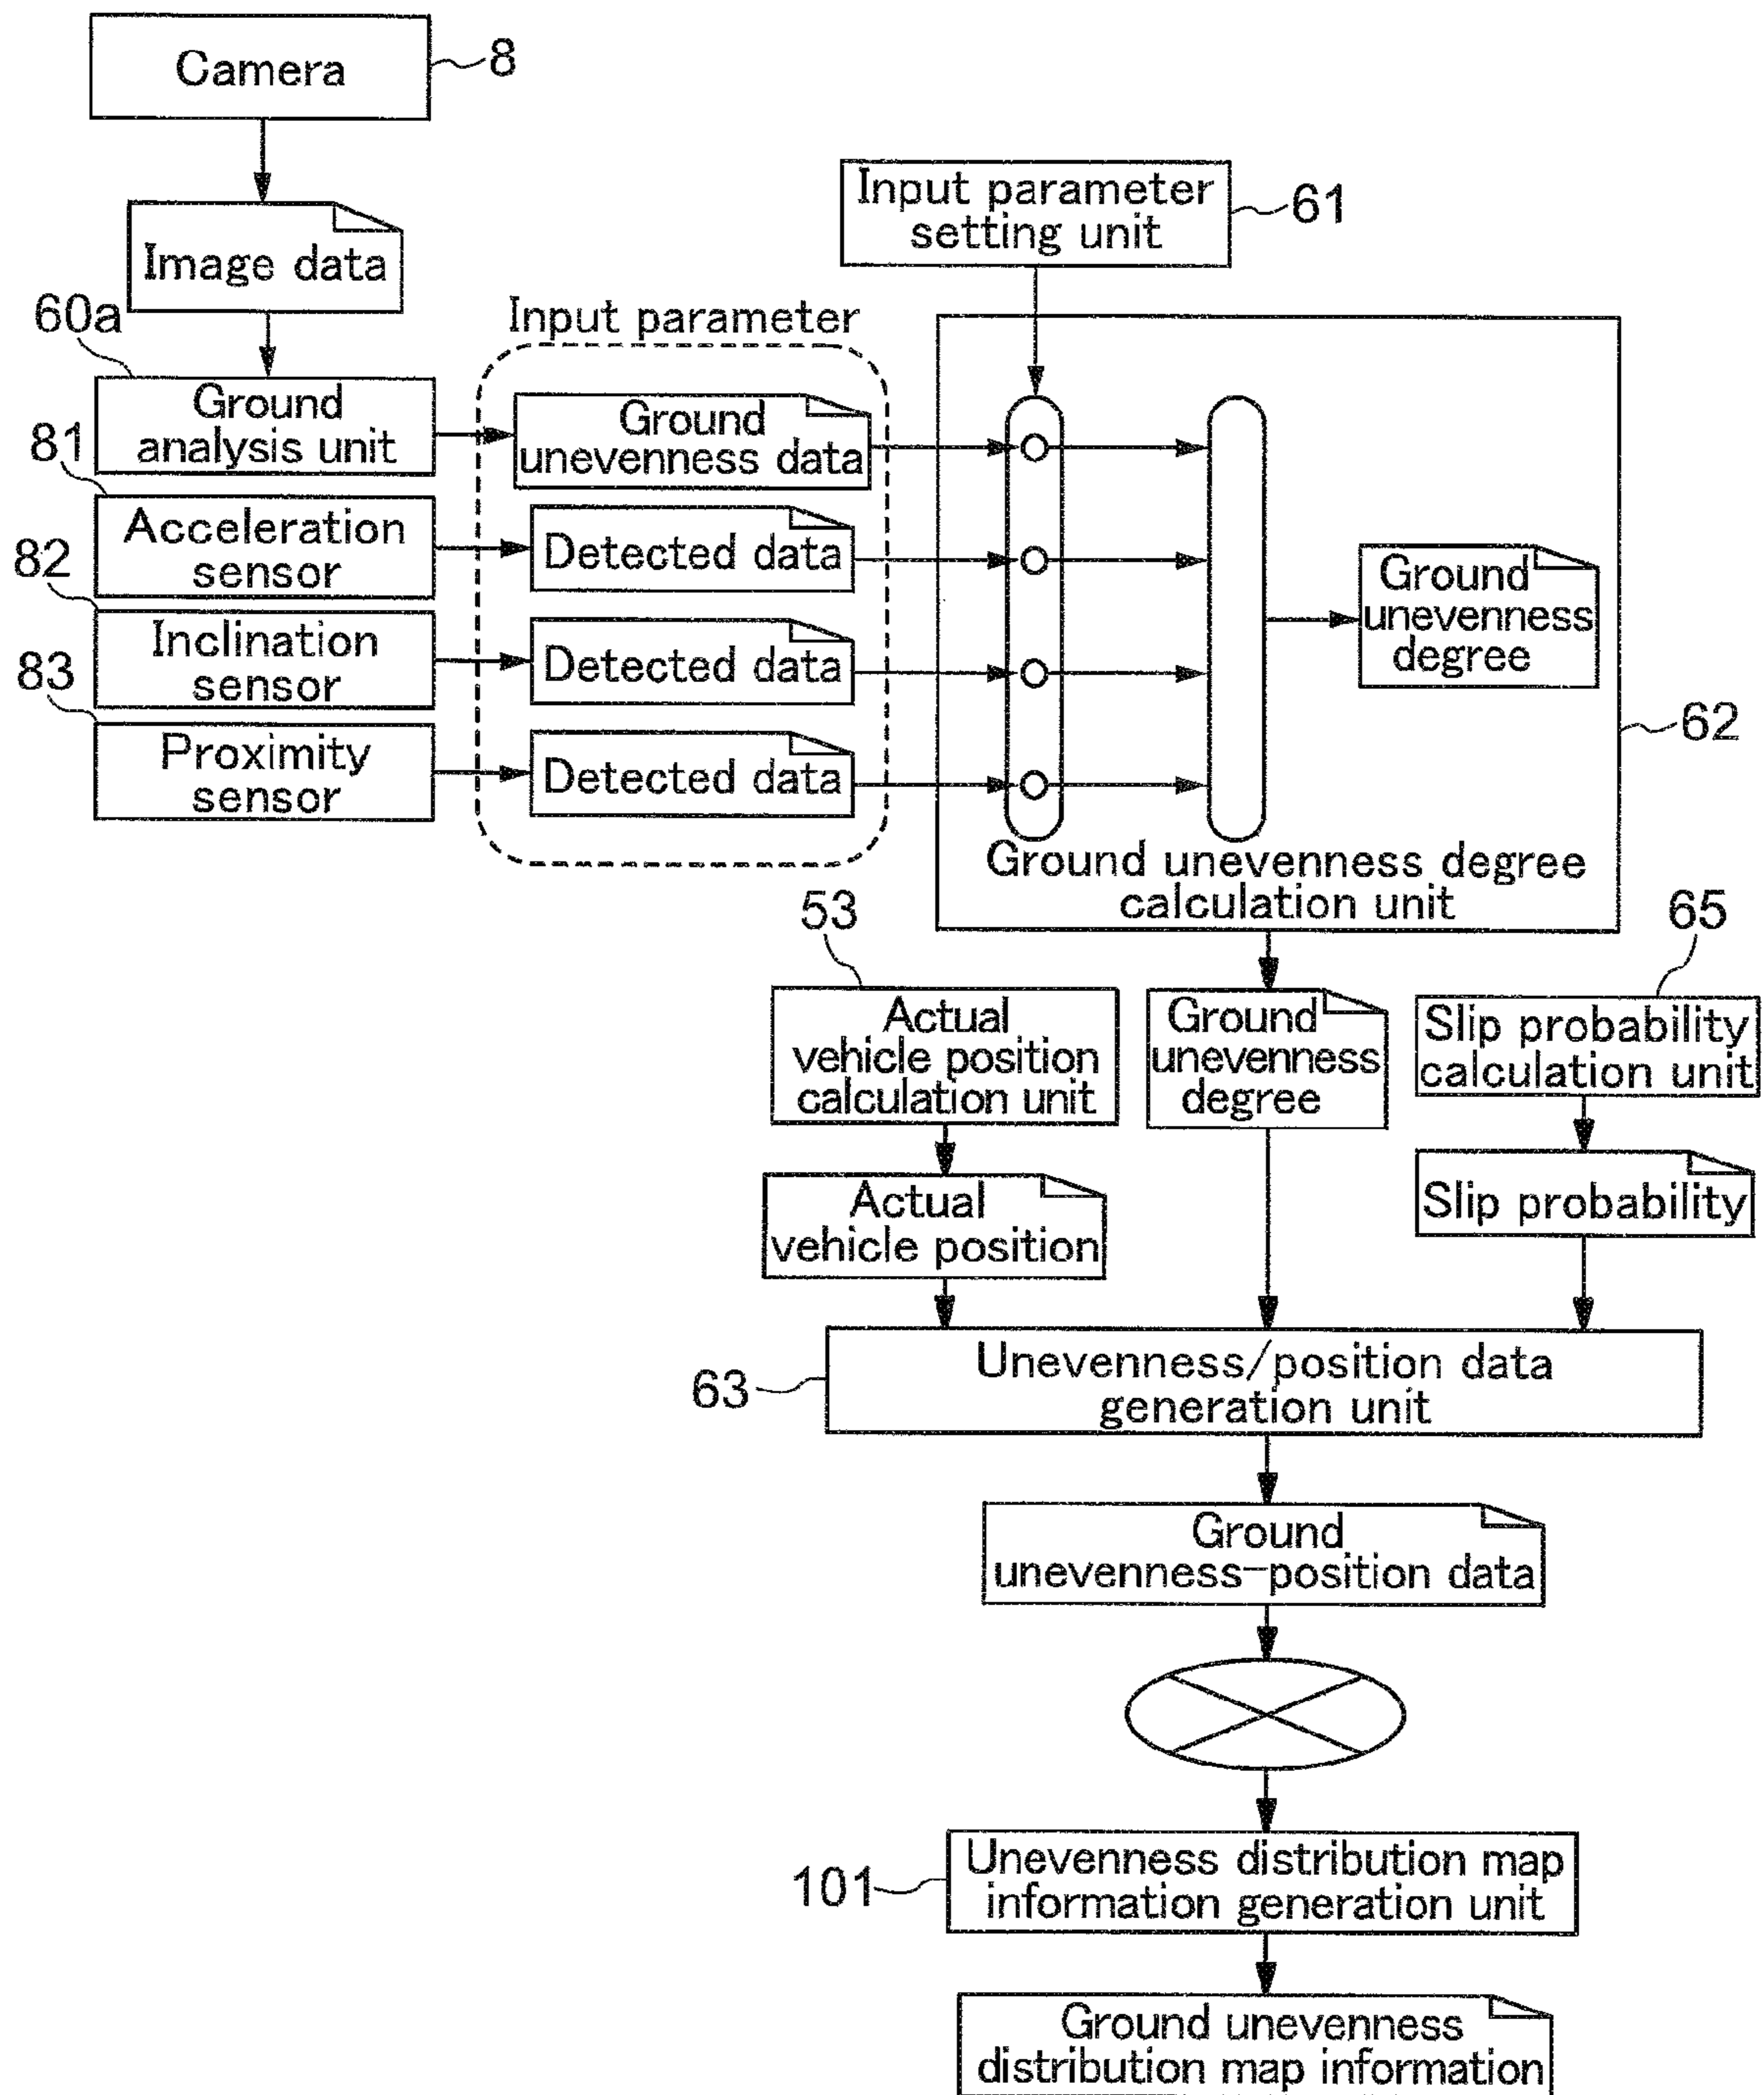 Camera
8
Image data
Input parameter
setting unit
61
60a
Input parameter
Ground
analysis unit
Ground
unevenness data
81
Acceleration
sensor
Detected data
82
Inclination
sensor
Detected data
83
Proximity
sensor
Detected data
Ground
unevenness
degree
62
Ground unevenness degree
calculation unit
53
65
Actual
vehicle position
calculation unit
Ground
unevenness
degree
Slip probability
calculation unit
Actual
vehicle position
Slip probability
63
Unevenness/position data
generation unit
Ground
unevenness-position data
101
Unevenness distribution map
information generation unit
Ground unevenness
distribution map information